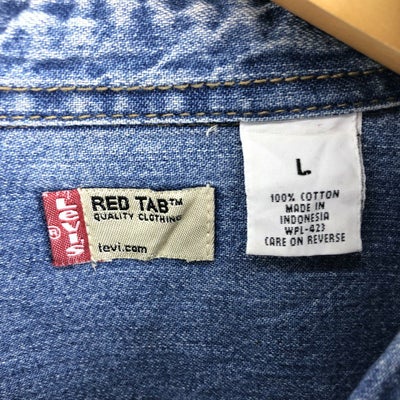 LEVI'S
®
RED TAB™
QUALITY CLOTHING
levi.com
L
100% COTTON
MADE IN
INDONESIA
WPL-423
CARE ON REVERSE